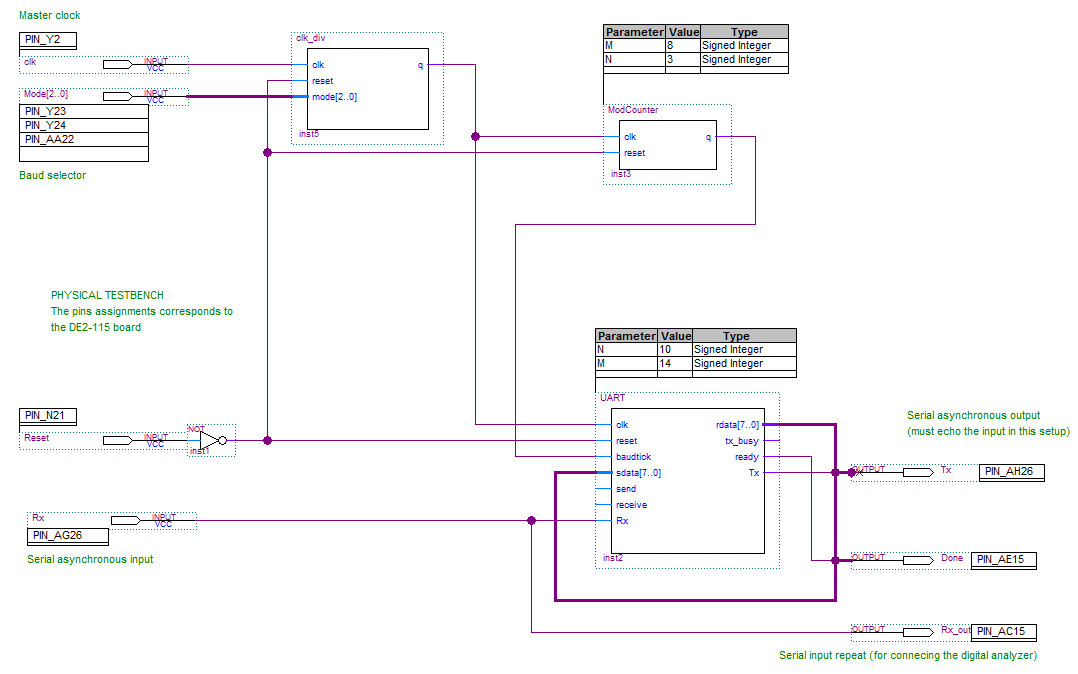 Master clock
PIN_Y2
clk
INPUT
VCC
Mode[2..0]
INPUT
VCC
PIN_Y23
PIN_Y24
PIN_AA22
Baud selector
clk_div
clk
reset
mode[2..0]
q
inst5
Parameter Value Type
M 8 Signed Integer
N 3 Signed Integer
ModCounter
clk
reset
q
inst3
PHYSICAL TESTBENCH
The pins assignments corresponds to
the DE2-115 board
PIN_N21
Reset
INPUT
VCC
NOT
inst1
Rx
INPUT
VCC
PIN_AG26
Serial asynchronous input
Parameter Value Type
N 10 Signed Integer
M 14 Signed Integer
UART
clk
reset
baudtick
sdata[7..0]
send
receive
Rx
rdata[7..0]
tx_busy
ready
Tx
inst2
Serial asynchronous output
(must echo the input in this setup)
OUTPUT
Tx
PIN_AH26
OUTPUT
Done
PIN_AE15
OUTPUT
Rx_out
PIN_AC15
Serial input repeat (for connecing the digital analyzer)